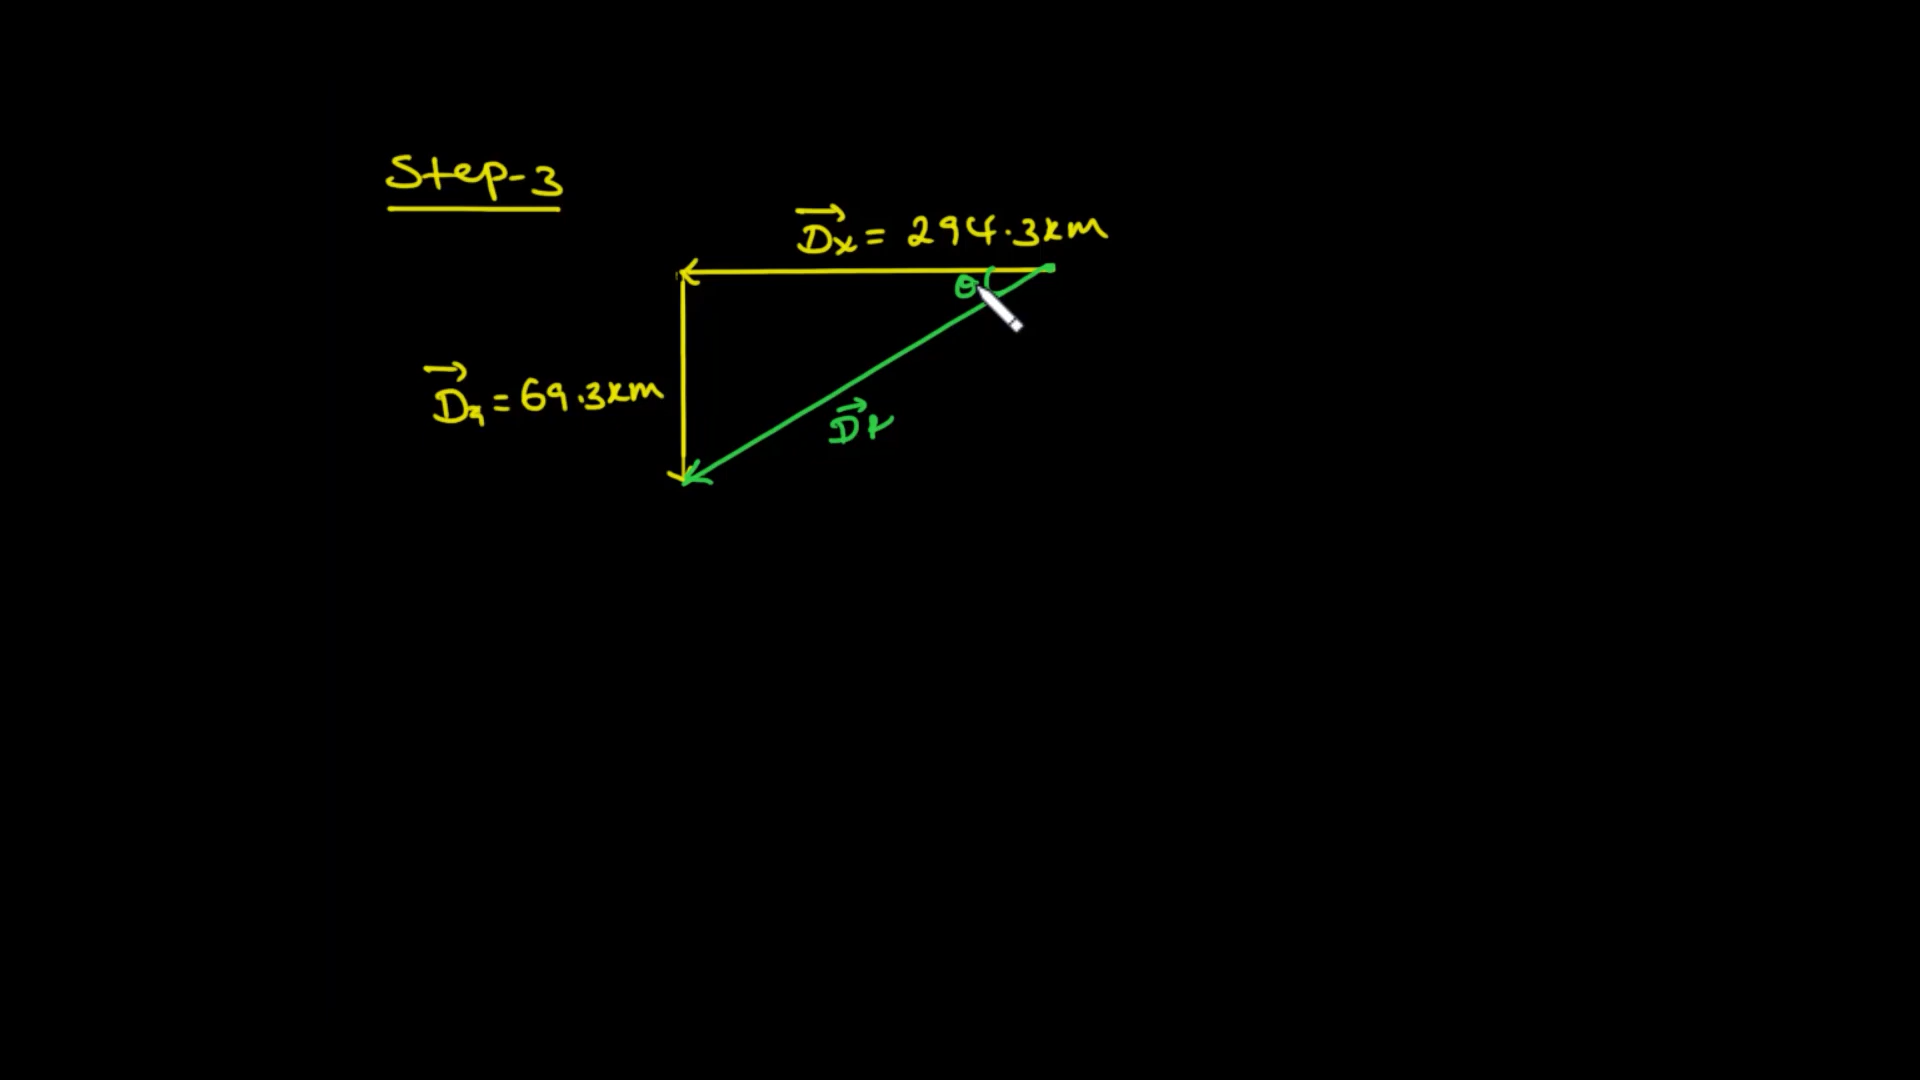 Step-3
Dx = 294.3km
θ
Dy = 69.3km
Dr